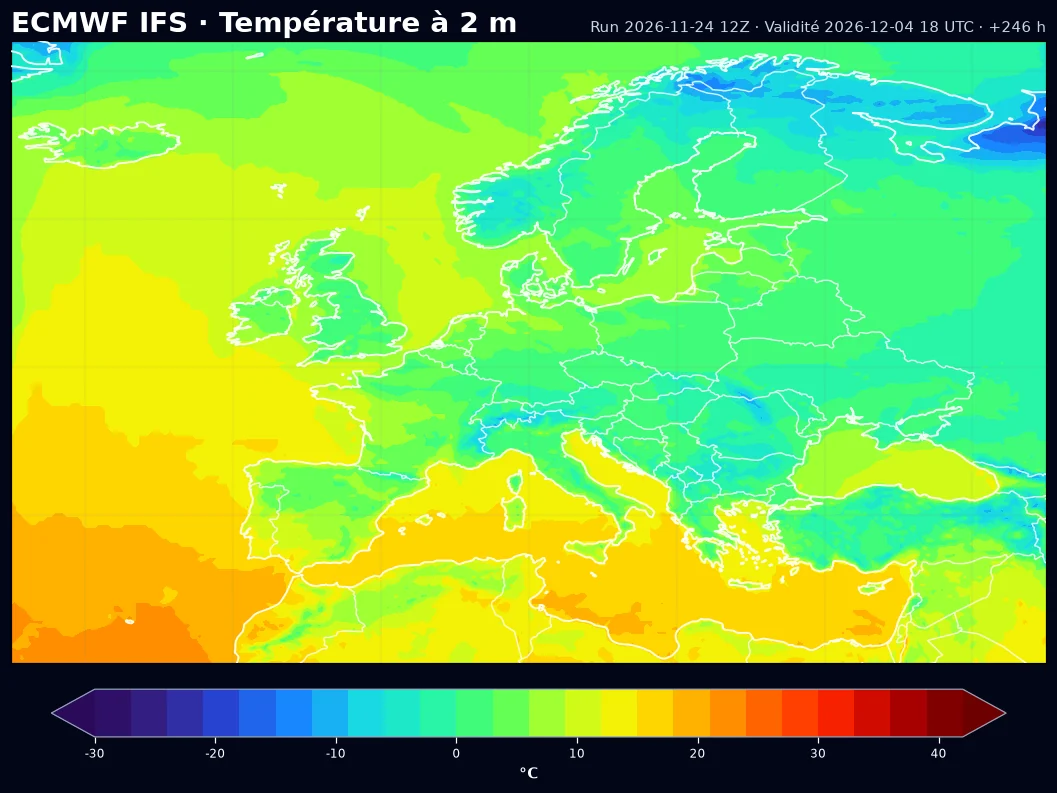 ECMWF IFS · Température à 2 m
Run 2026-11-24 12Z · Validité 2026-12-04 18 UTC · +246 h
-30 -20 -10 0 10 20 30 40
°C